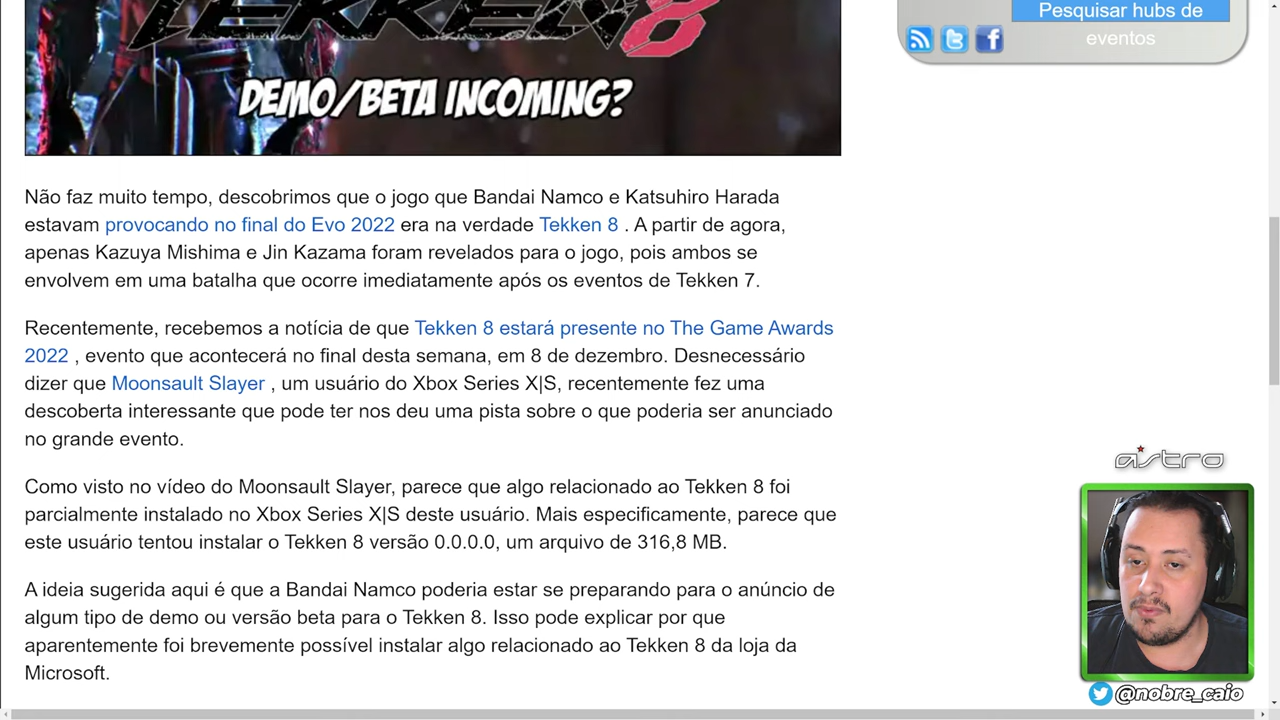 TEKKEN 8
DEMO/BETA INCOMING?
Pesquisar hubs de
eventos
Não faz muito tempo, descobrimos que o jogo que Bandai Namco e Katsuhiro Harada
estavam provocando no final do Evo 2022 era na verdade Tekken 8 . A partir de agora,
apenas Kazuya Mishima e Jin Kazama foram revelados para o jogo, pois ambos se
envolvem em uma batalha que ocorre imediatamente após os eventos de Tekken 7.
Recentemente, recebemos a notícia de que Tekken 8 estará presente no The Game Awards
2022 , evento que acontecerá no final desta semana, em 8 de dezembro. Desnecessário
dizer que Moonsault Slayer , um usuário do Xbox Series X|S, recentemente fez uma
descoberta interessante que pode ter nos deu uma pista sobre o que poderia ser anunciado
no grande evento.
Como visto no vídeo do Moonsault Slayer, parece que algo relacionado ao Tekken 8 foi
parcialmente instalado no Xbox Series X|S deste usuário. Mais especificamente, parece que
este usuário tentou instalar o Tekken 8 versão 0.0.0.0, um arquivo de 316,8 MB.
A ideia sugerida aqui é que a Bandai Namco poderia estar se preparando para o anúncio de
algum tipo de demo ou versão beta para o Tekken 8. Isso pode explicar por que
aparentemente foi brevemente possível instalar algo relacionado ao Tekken 8 da loja da
Microsoft.
astro
@nobre_caio